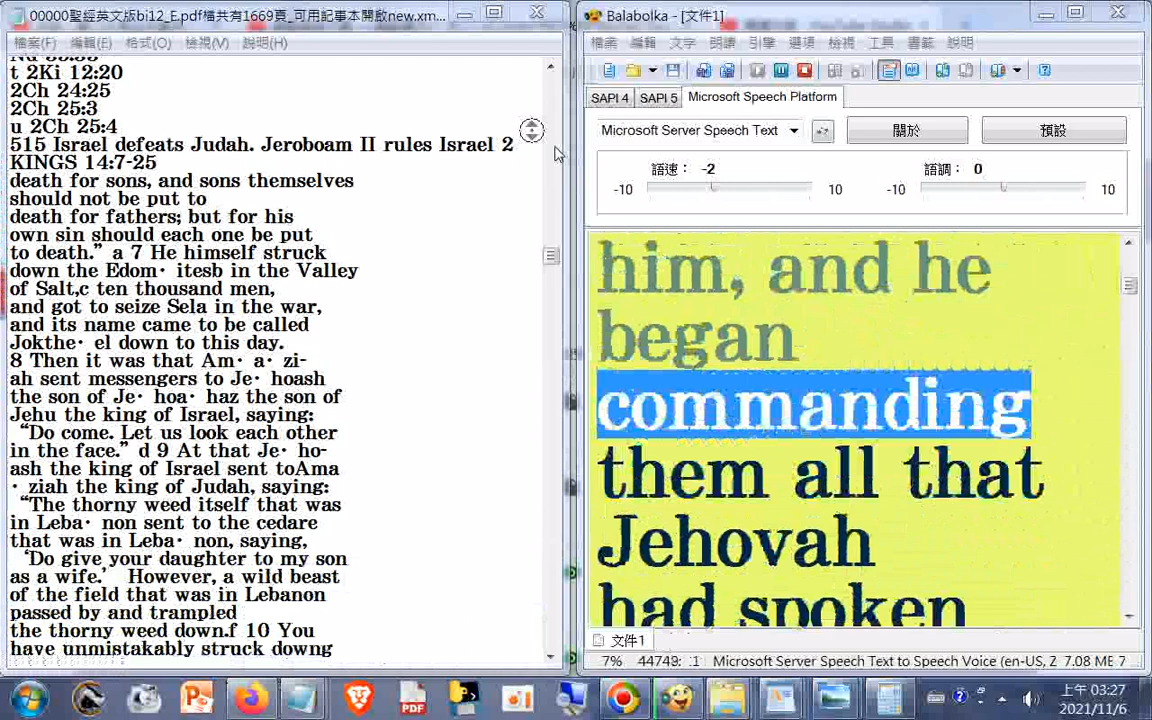 00000聖經英文版bi12_E.pdf檔共有1669頁_可用記事本開啟new.xm...
檔案(F) 編輯(E) 格式(O) 檢視(V) 說明(H)
t 2Ki 12:20
2Ch 24:25
2Ch 25:3
u 2Ch 25:4
515 Israel defeats Judah. Jeroboam II rules Israel 2
KINGS 14:7-25
death for sons, and sons themselves
should not be put to
death for fathers; but for his
own sin should each one be put
to death.” a 7 He himself struck
down the Edom· itesb in the Valley
of Salt,c ten thousand men,
and got to seize Sela in the war,
and its name came to be called
Jokthe· el down to this day.
8 Then it was that Am· a· zi-
ah sent messengers to Je· hoash
the son of Je· hoa· haz the son of
Jehu the king of Israel, saying:
“Do come. Let us look each other
in the face.” d 9 At that Je· ho-
ash the king of Israel sent toAma
· ziah the king of Judah, saying:
“The thorny weed itself that was
in Leba· non sent to the cedare
that was in Leba· non, saying,
‘Do give your daughter to my son
as a wife.’ However, a wild beast
of the field that was in Lebanon
passed by and trampled
the thorny weed down.f 10 You
have unmistakably struck downg
Balabolka - [文件1]
檔案 編輯 文字 朗讀 引擎 選項 檢視 工具 書籤 說明
SAPI 4 SAPI 5 Microsoft Speech Platform
Microsoft Server Speech Text 關於 預設
語速： -2 語調： 0
-10 10 -10 10
him, and he
began
commanding
them all that
Jehovah
had spoken
文件1
7% 44749: 1 Microsoft Server Speech Text to Speech Voice (en-US, 2 7.08 MB 7
上午 03:27
2021/11/6